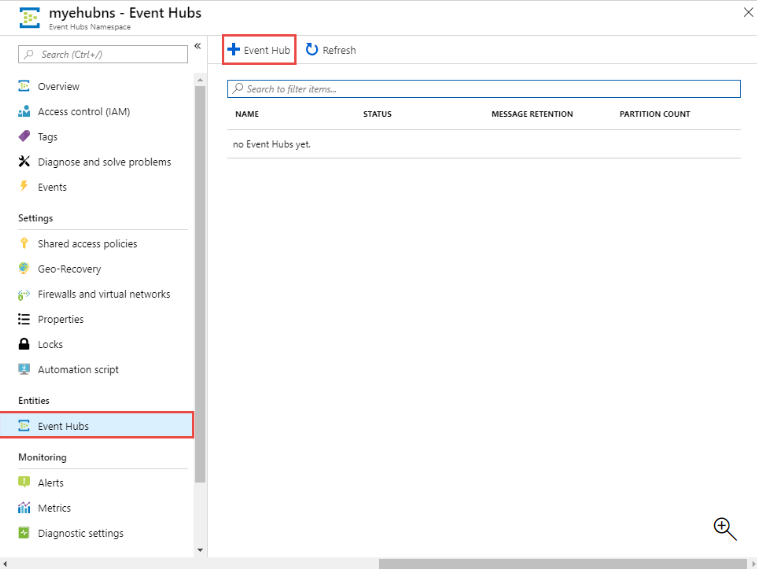 myehubns - Event Hubs
Event Hubs Namespace
Search (Ctrl+/)
«
Overview
Access control (IAM)
Tags
Diagnose and solve problems
Events
Settings
Shared access policies
Geo-Recovery
Firewalls and virtual networks
Properties
Locks
Automation script
Entities
Event Hubs
Monitoring
Alerts
Metrics
Diagnostic settings
Event Hub Refresh
Search to filter items...
NAME STATUS MESSAGE RETENTION PARTITION COUNT
no Event Hubs yet.